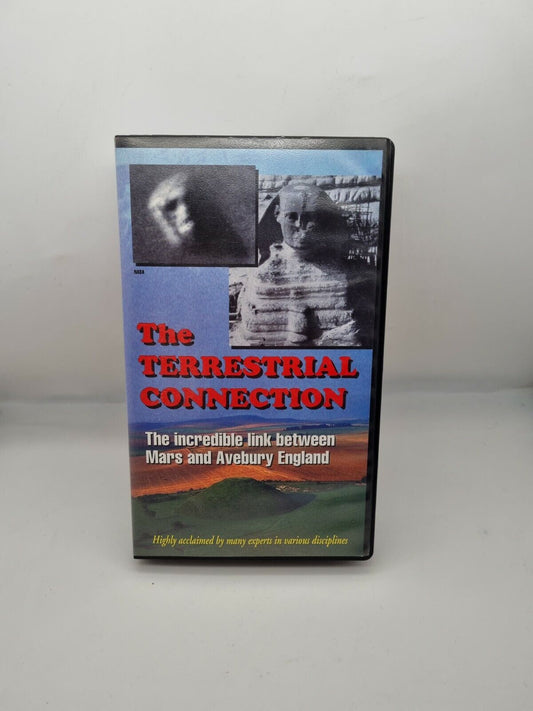 NASA
The
TERRESTRIAL
CONNECTION
The incredible link between
Mars and Avebury England
Highly acclaimed by many experts in various disciplines